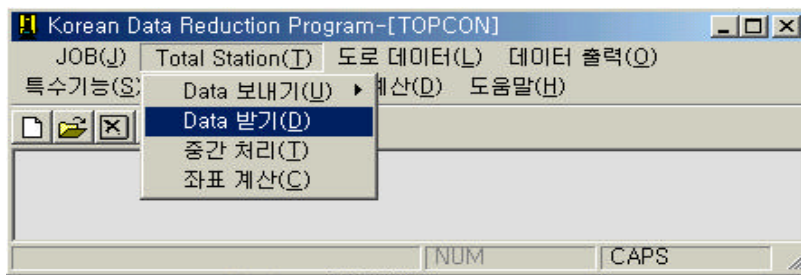 Korean Data Reduction Program-[TOPCON]
JOB(J) Total Station(T) 도로 데이터(L) 데이터 출력(O)
특수기능(S) 계산(D) 도움말(H)
Data 보내기(U)
Data 받기(D)
중간 처리(T)
좌표 계산(C)
NUM CAPS